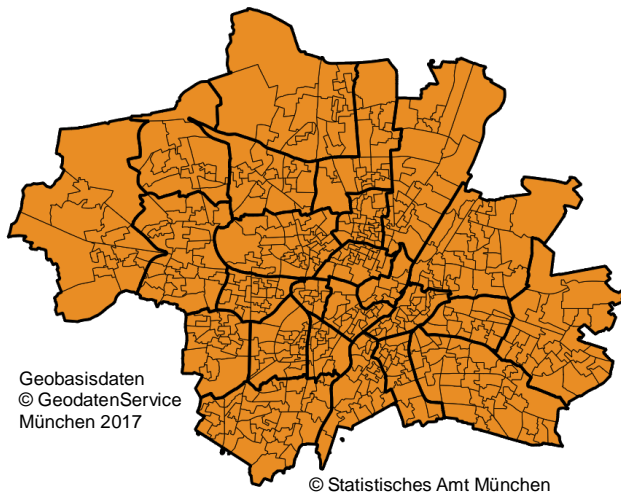 Geobasisdaten
© GeodatenService
München 2017
© Statistisches Amt München